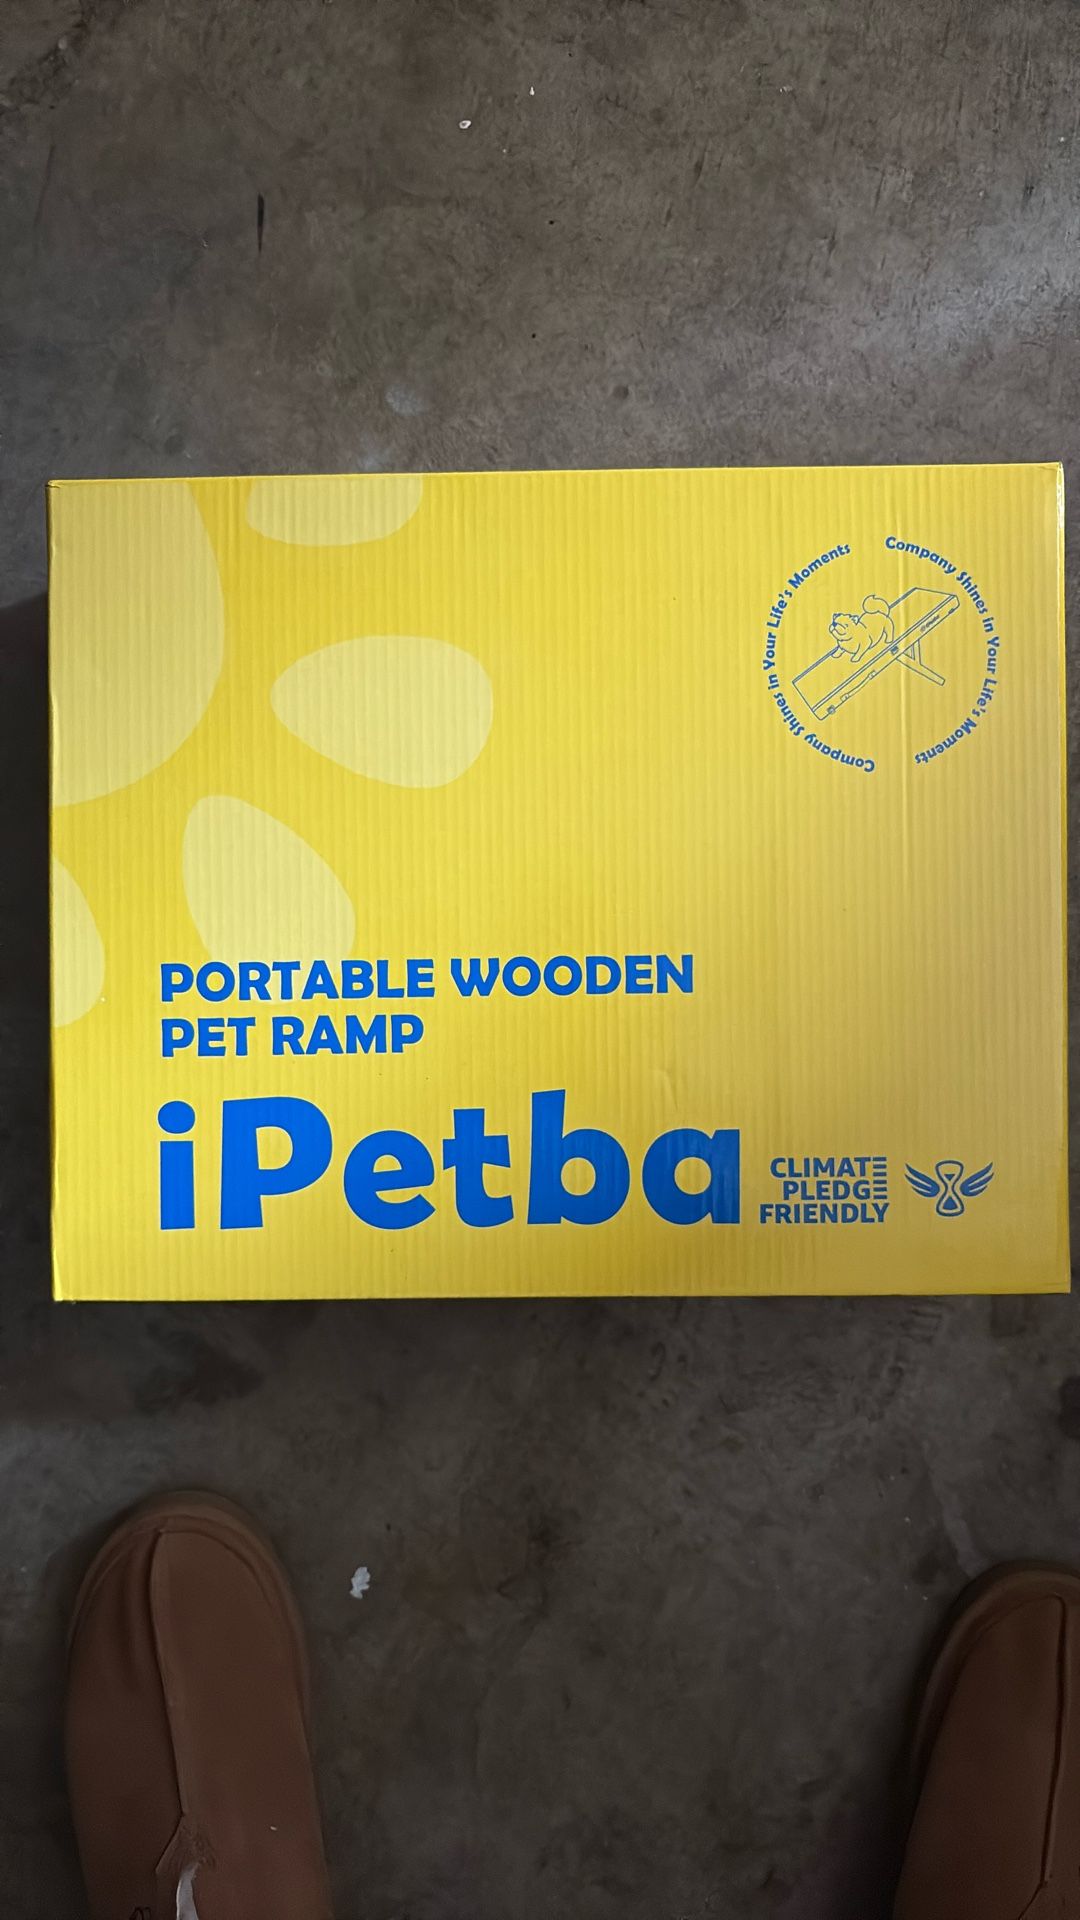 Company Shines in Your Life's Moments
Company Shines in Your Life's Moments
PORTABLE WOODEN
PET RAMP
iPetba
CLIMATE
PLEDGE
FRIENDLY